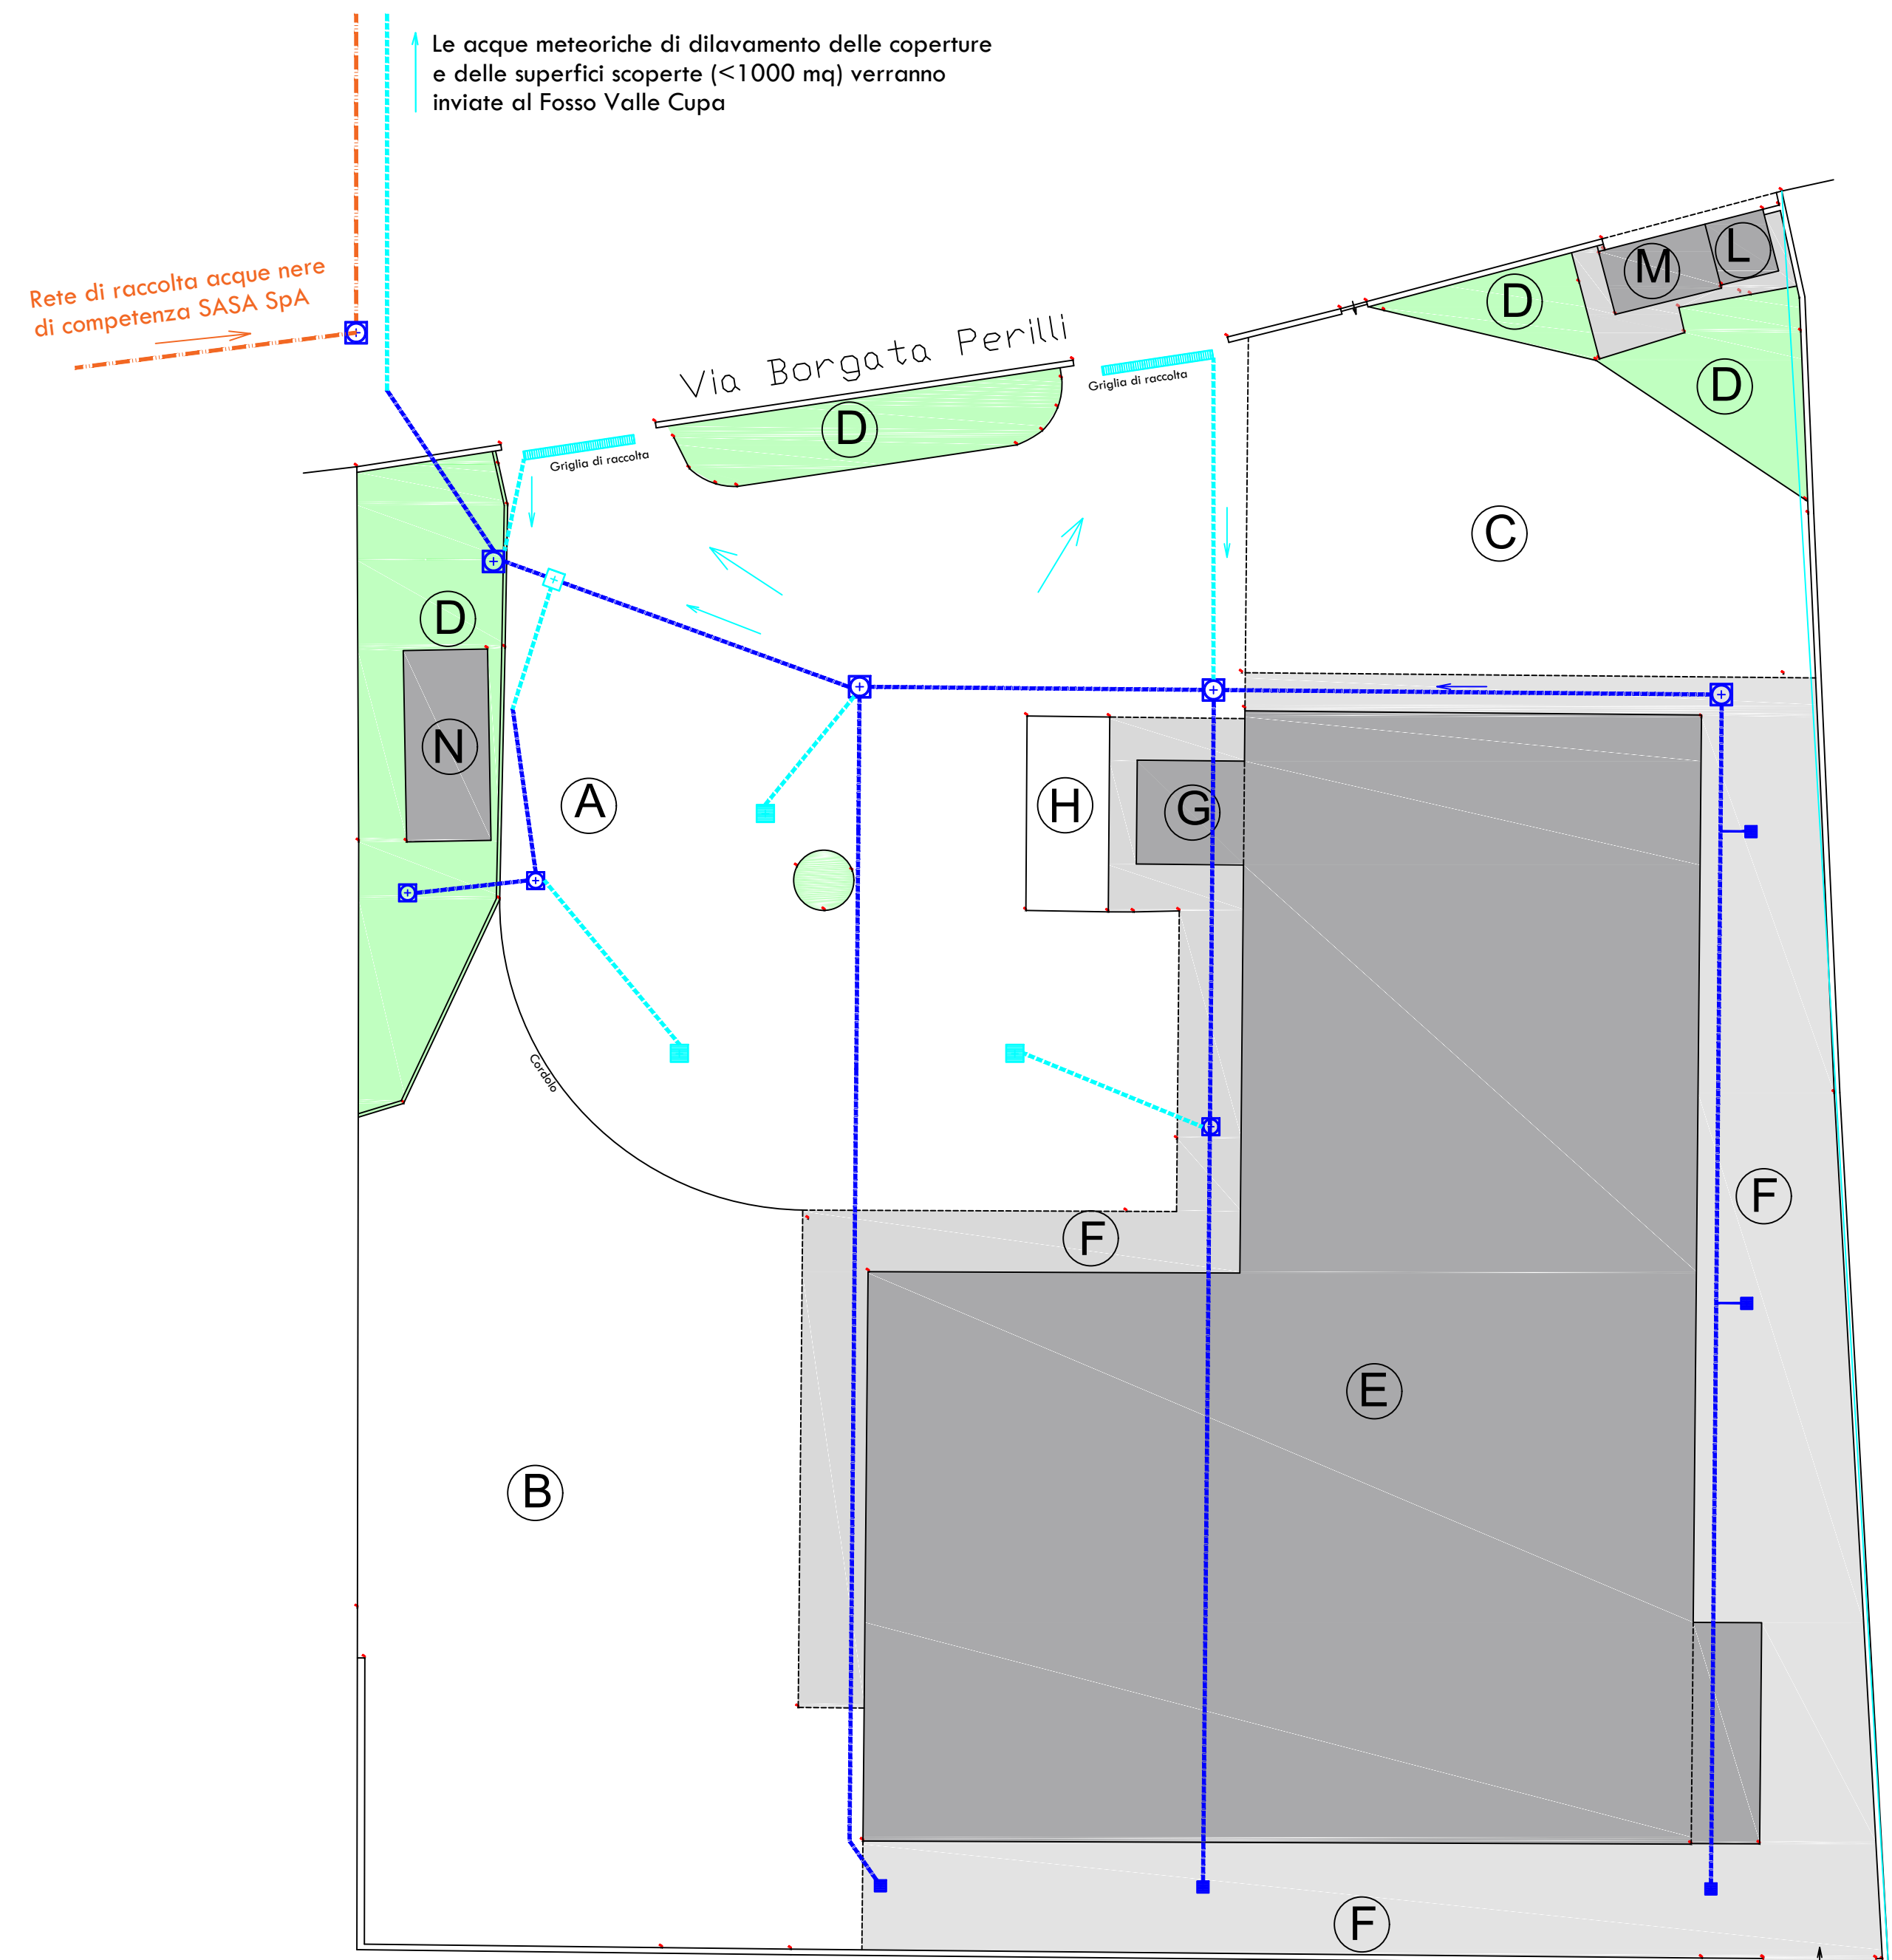 Le acque meteoriche di dilavamento delle coperture
e delle superfici scoperte (<1000 mq) verranno
inviate al Fosso Valle Cupa
Rete di raccolta acque nere
di competenza SASA SpA
Via Borgata Perilli
Griglia di raccolta
Griglia di raccolta
L
M
D
D
D
C
D
N
A
H
G
Cordolo
F
F
E
B
F